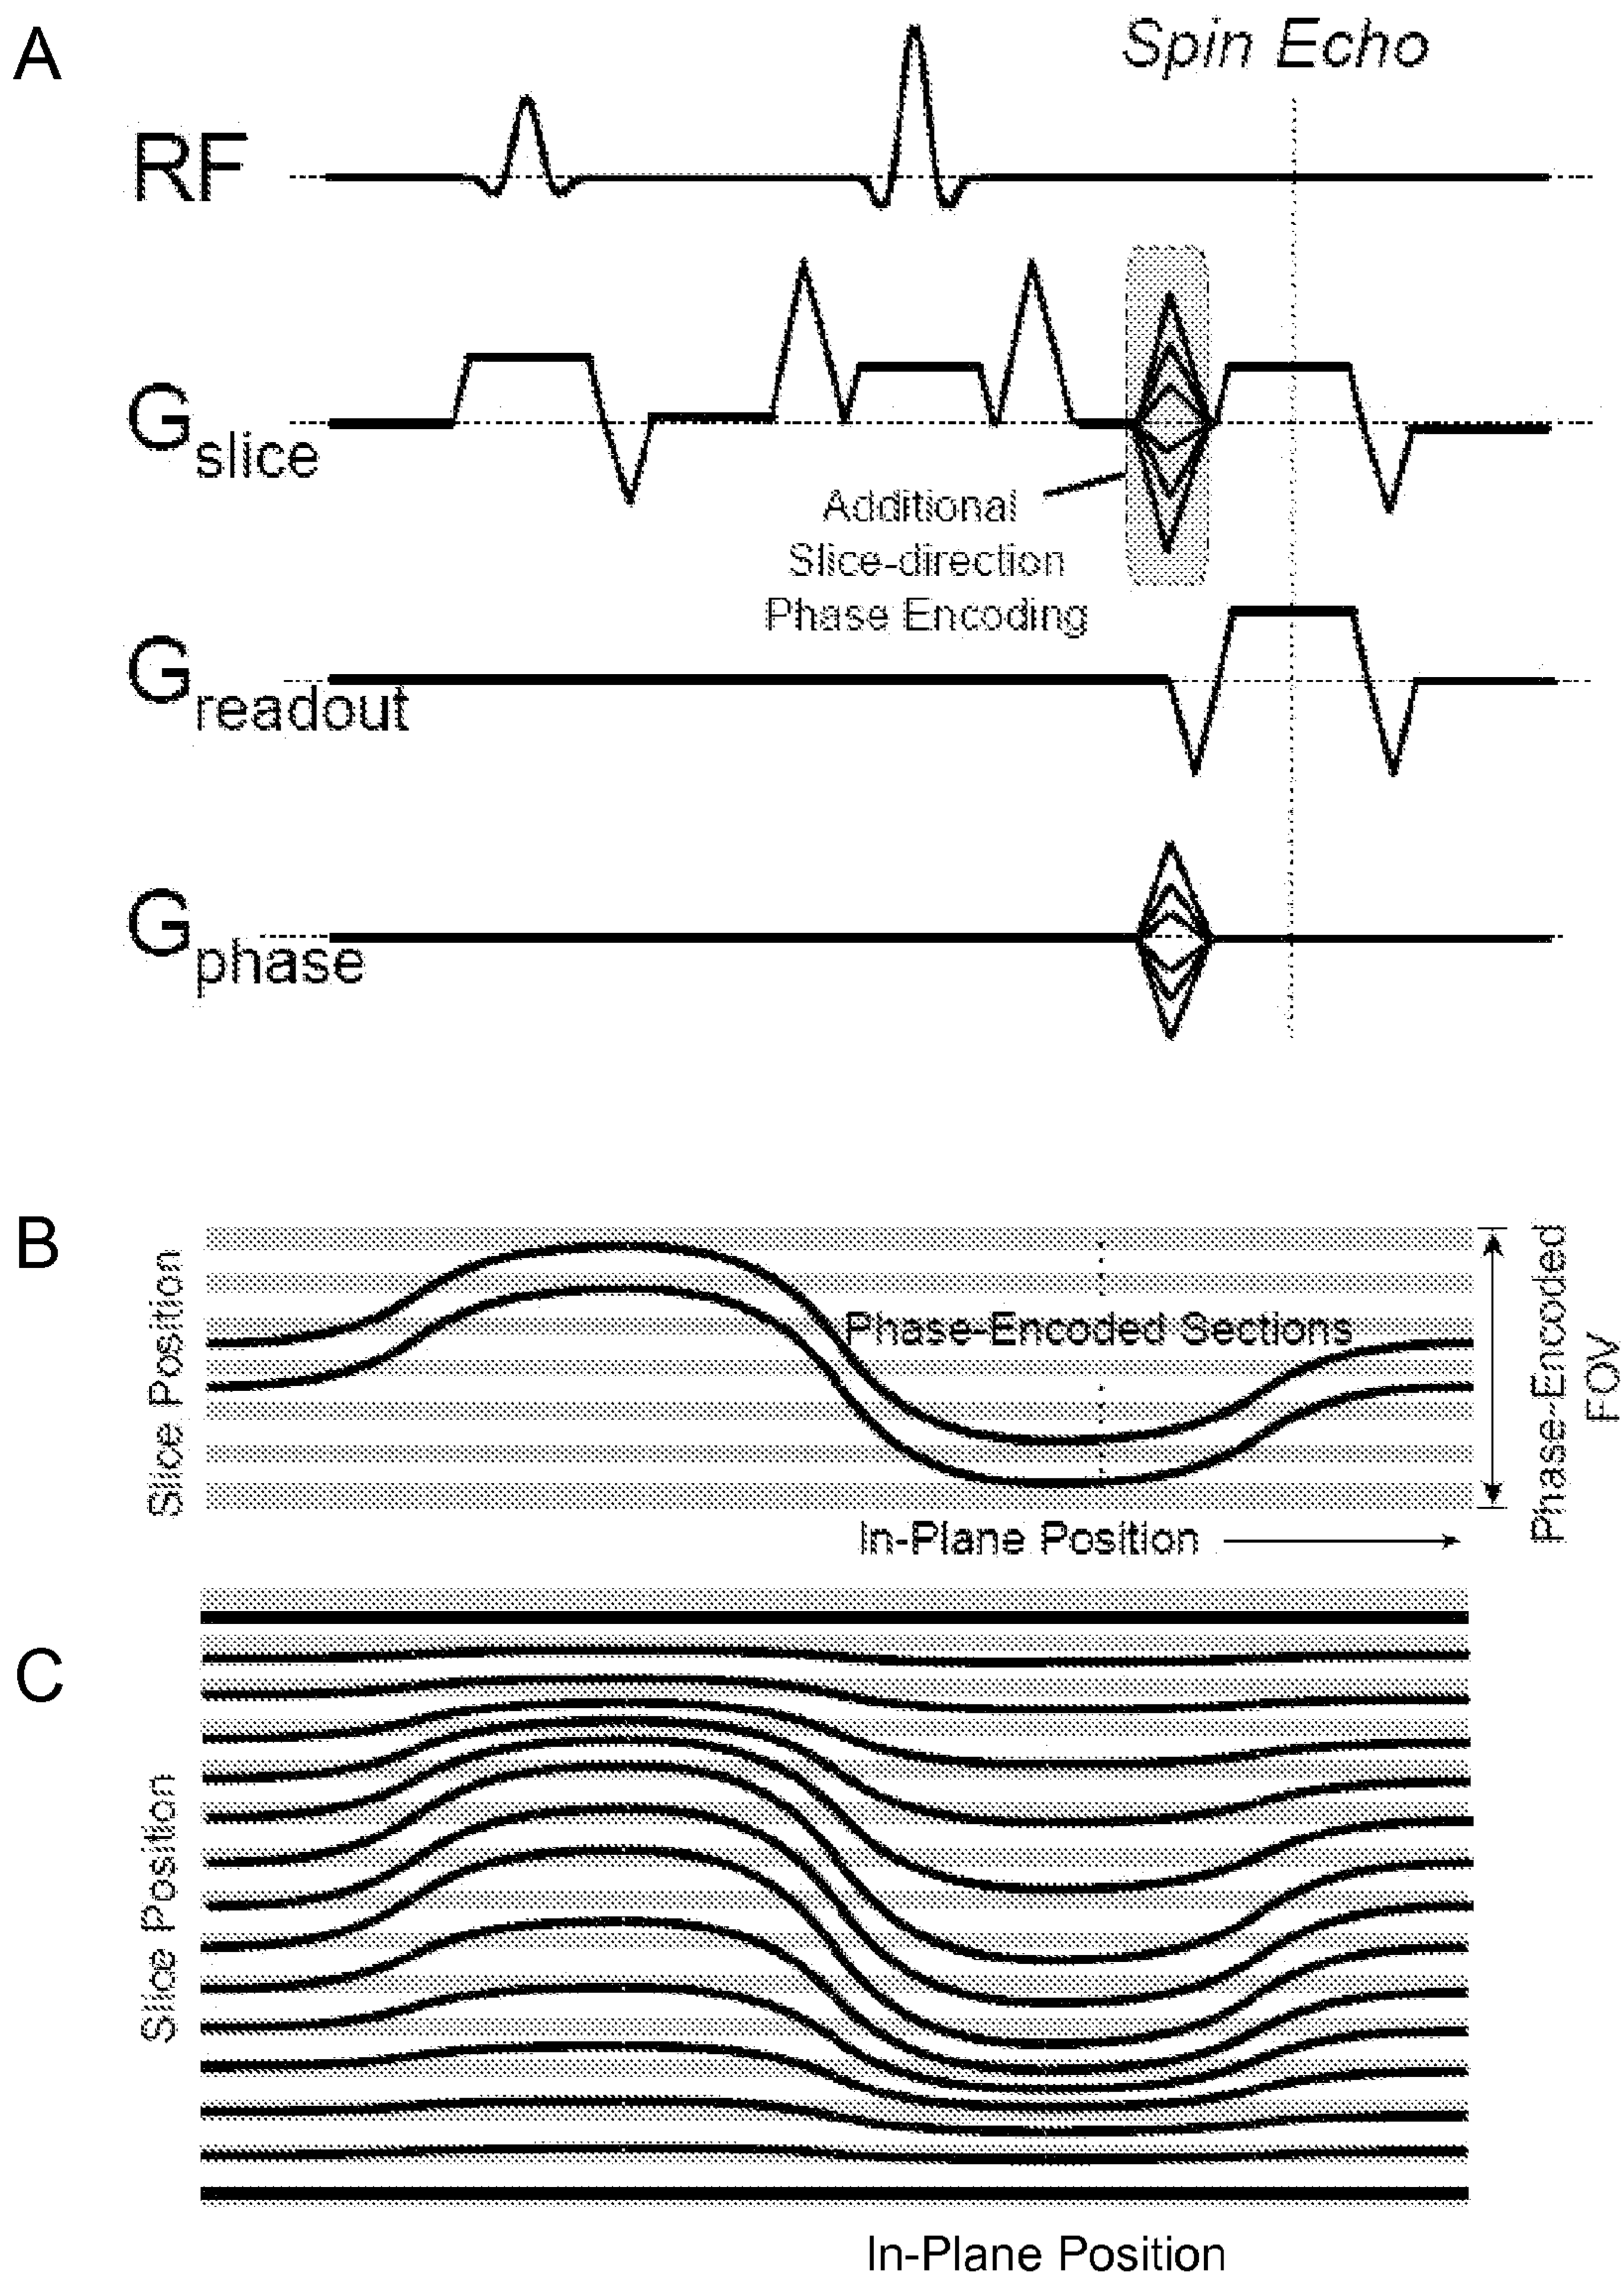 A
Spin Echo
RF
Gslice
Additional
Slice-direction
Phase Encoding
Greadout
Gphase
B
Slice Position
Phase-Encoded Sections
Phase-Encoded
FOV
In-Plane Position
C
Slice Position
In-Plane Position